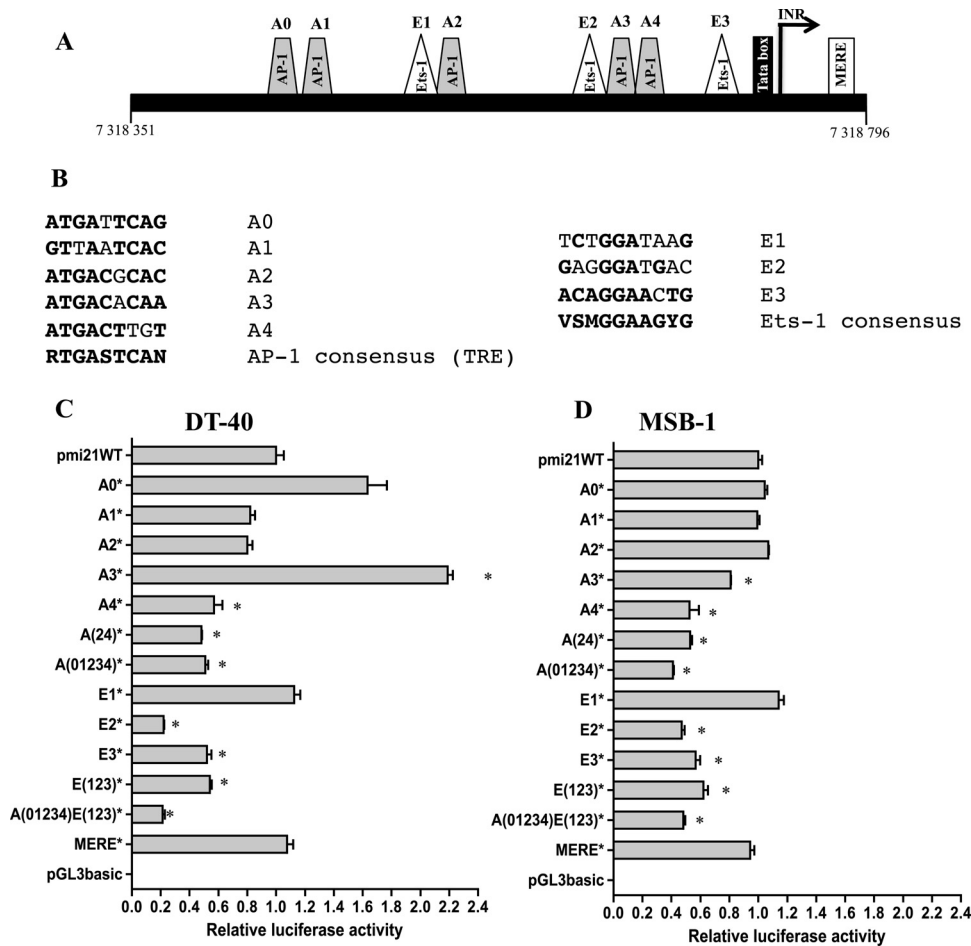 A
A0 A1 E1 A2 E2 A3 A4 E3 INR
AP-1 AP-1 Ets-1 AP-1 Ets-1 AP-1 AP-1 Ets-1 Tata box MERE
7 318 351 7 318 796
B
ATGATTCAG A0
GTTAATCAC A1
ATGACGCAC A2
ATGACACAA A3
ATGACTTGT A4
RTGASTCAN AP-1 consensus (TRE)
TCTGGATAAG E1
GAGGGATGAC E2
ACAGGAACTG E3
VSMGGAAGYG Ets-1 consensus
C DT-40
pmi21WT
A0*
A1*
A2*
A3* *
A4* *
A(24)* *
A(01234)* *
E1*
E2* *
E3* *
E(123)* *
A(01234)E(123)* *
MERE*
pGL3basic
0.0 0.2 0.4 0.6 0.8 1.0 1.2 1.4 1.6 1.8 2.0 2.2 2.4
Relative luciferase activity
D MSB-1
pmi21WT
A0*
A1*
A2*
A3* *
A4* *
A(24)* *
A(01234)* *
E1*
E2* *
E3* *
E(123)* *
A(01234)E(123)* *
MERE*
pGL3basic
0.0 0.2 0.4 0.6 0.8 1.0 1.2 1.4 1.6 1.8 2.0 2.2 2.4
Relative luciferase activity